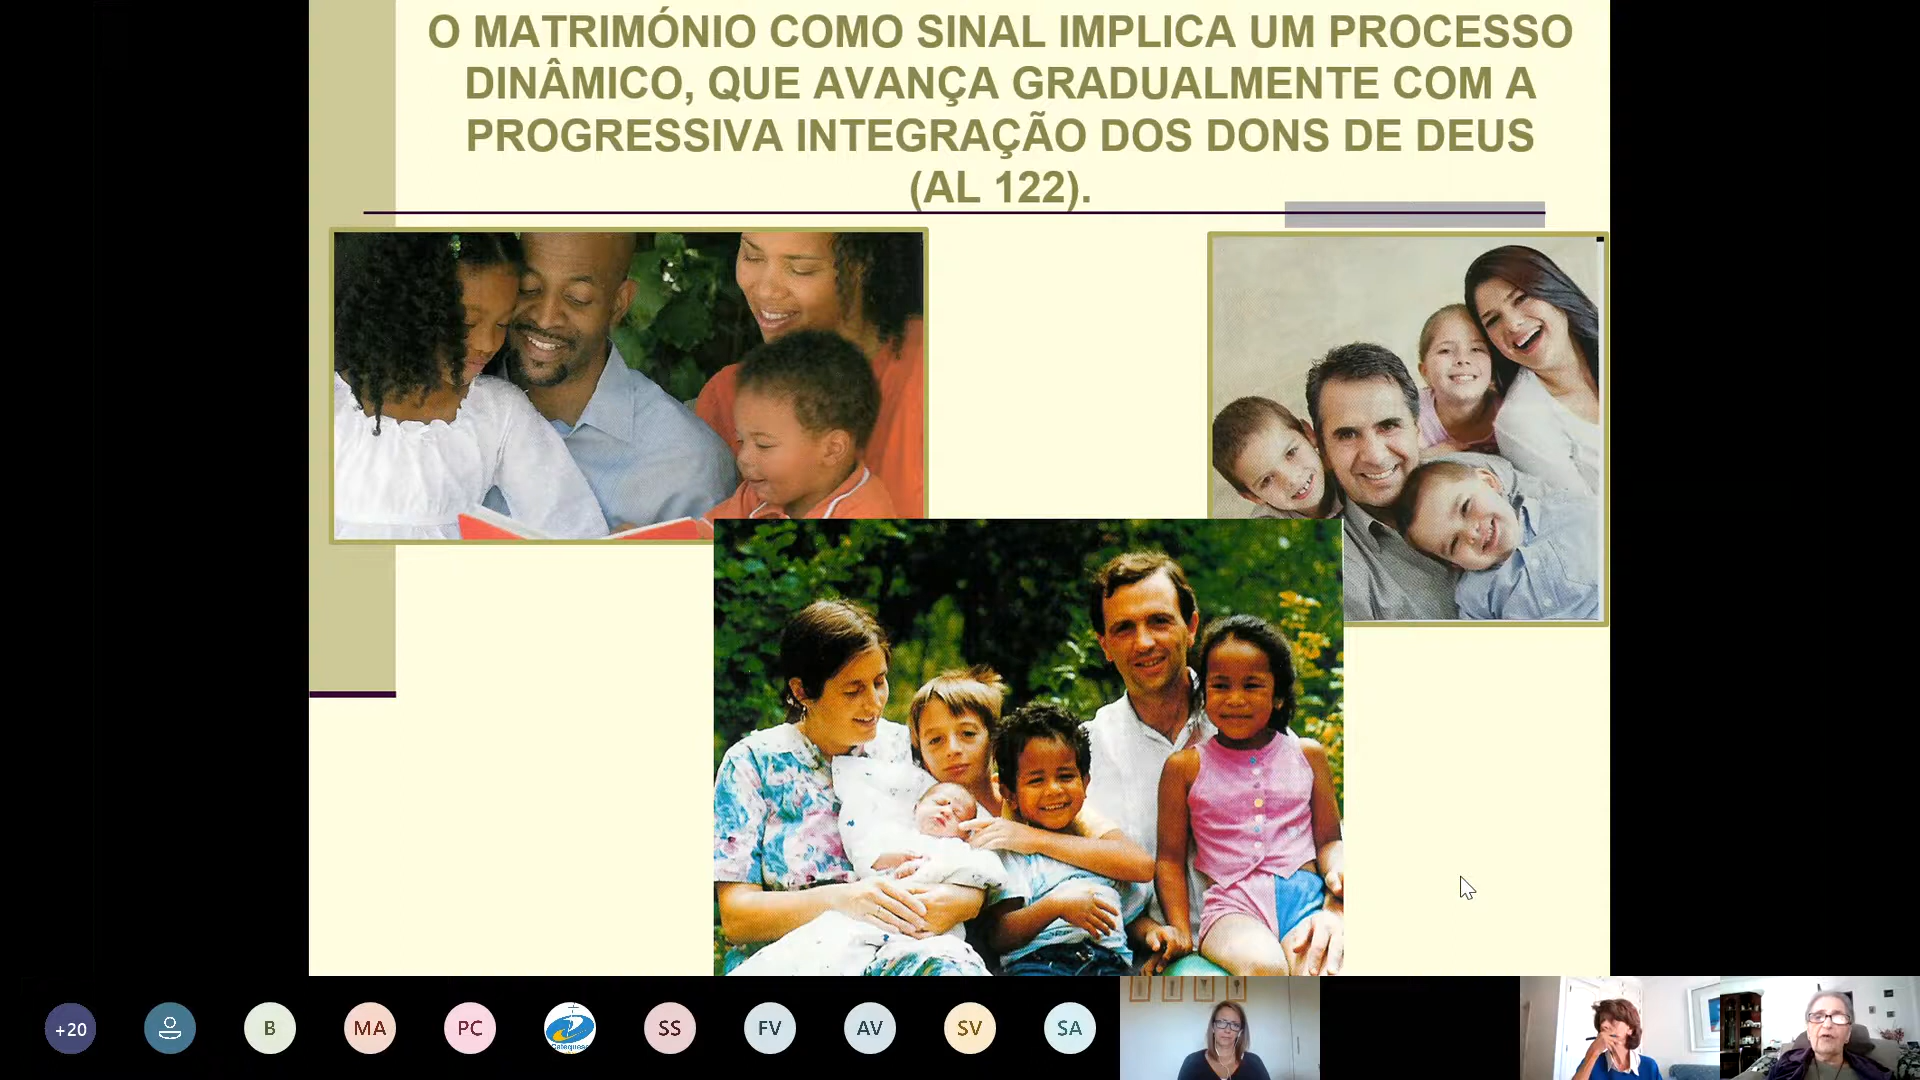 O MATRIMÓNIO COMO SINAL IMPLICA UM PROCESSO
DINÂMICO, QUE AVANÇA GRADUALMENTE COM A
PROGRESSIVA INTEGRAÇÃO DOS DONS DE DEUS
(AL 122).
+20
B
MA
PC
Catequese
SS
FV
AV
SV
SA